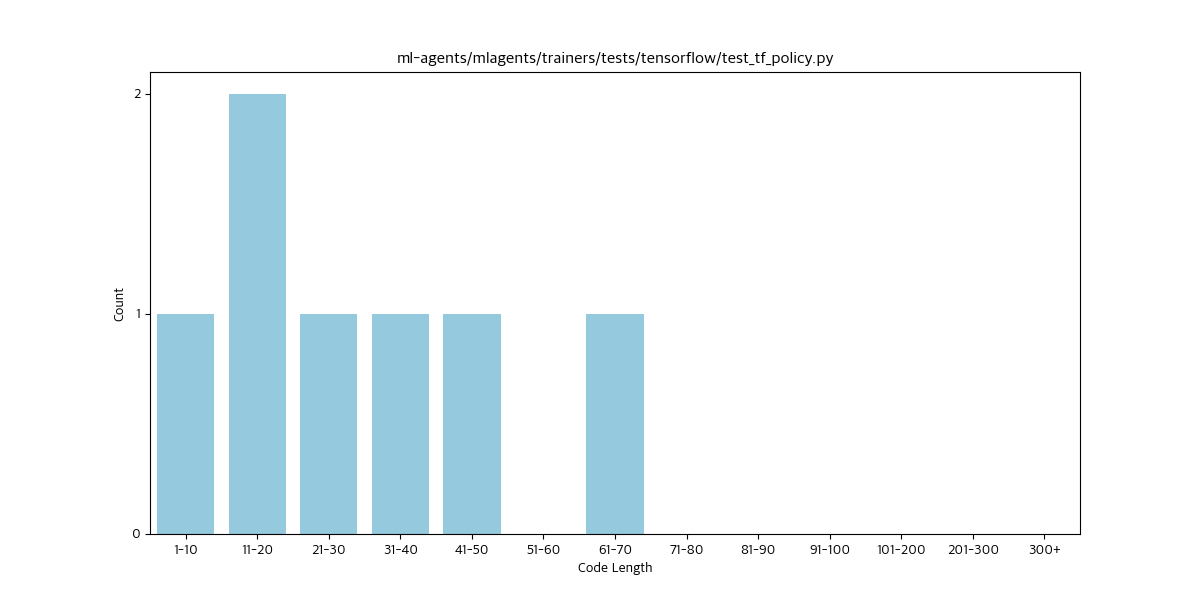 ml-agents/mlagents/trainers/tests/tensorflow/test_tf_policy.py
Count
2
1
0
1-10 11-20 21-30 31-40 41-50 51-60 61-70 71-80 81-90 91-100 101-200 201-300 300+
Code Length